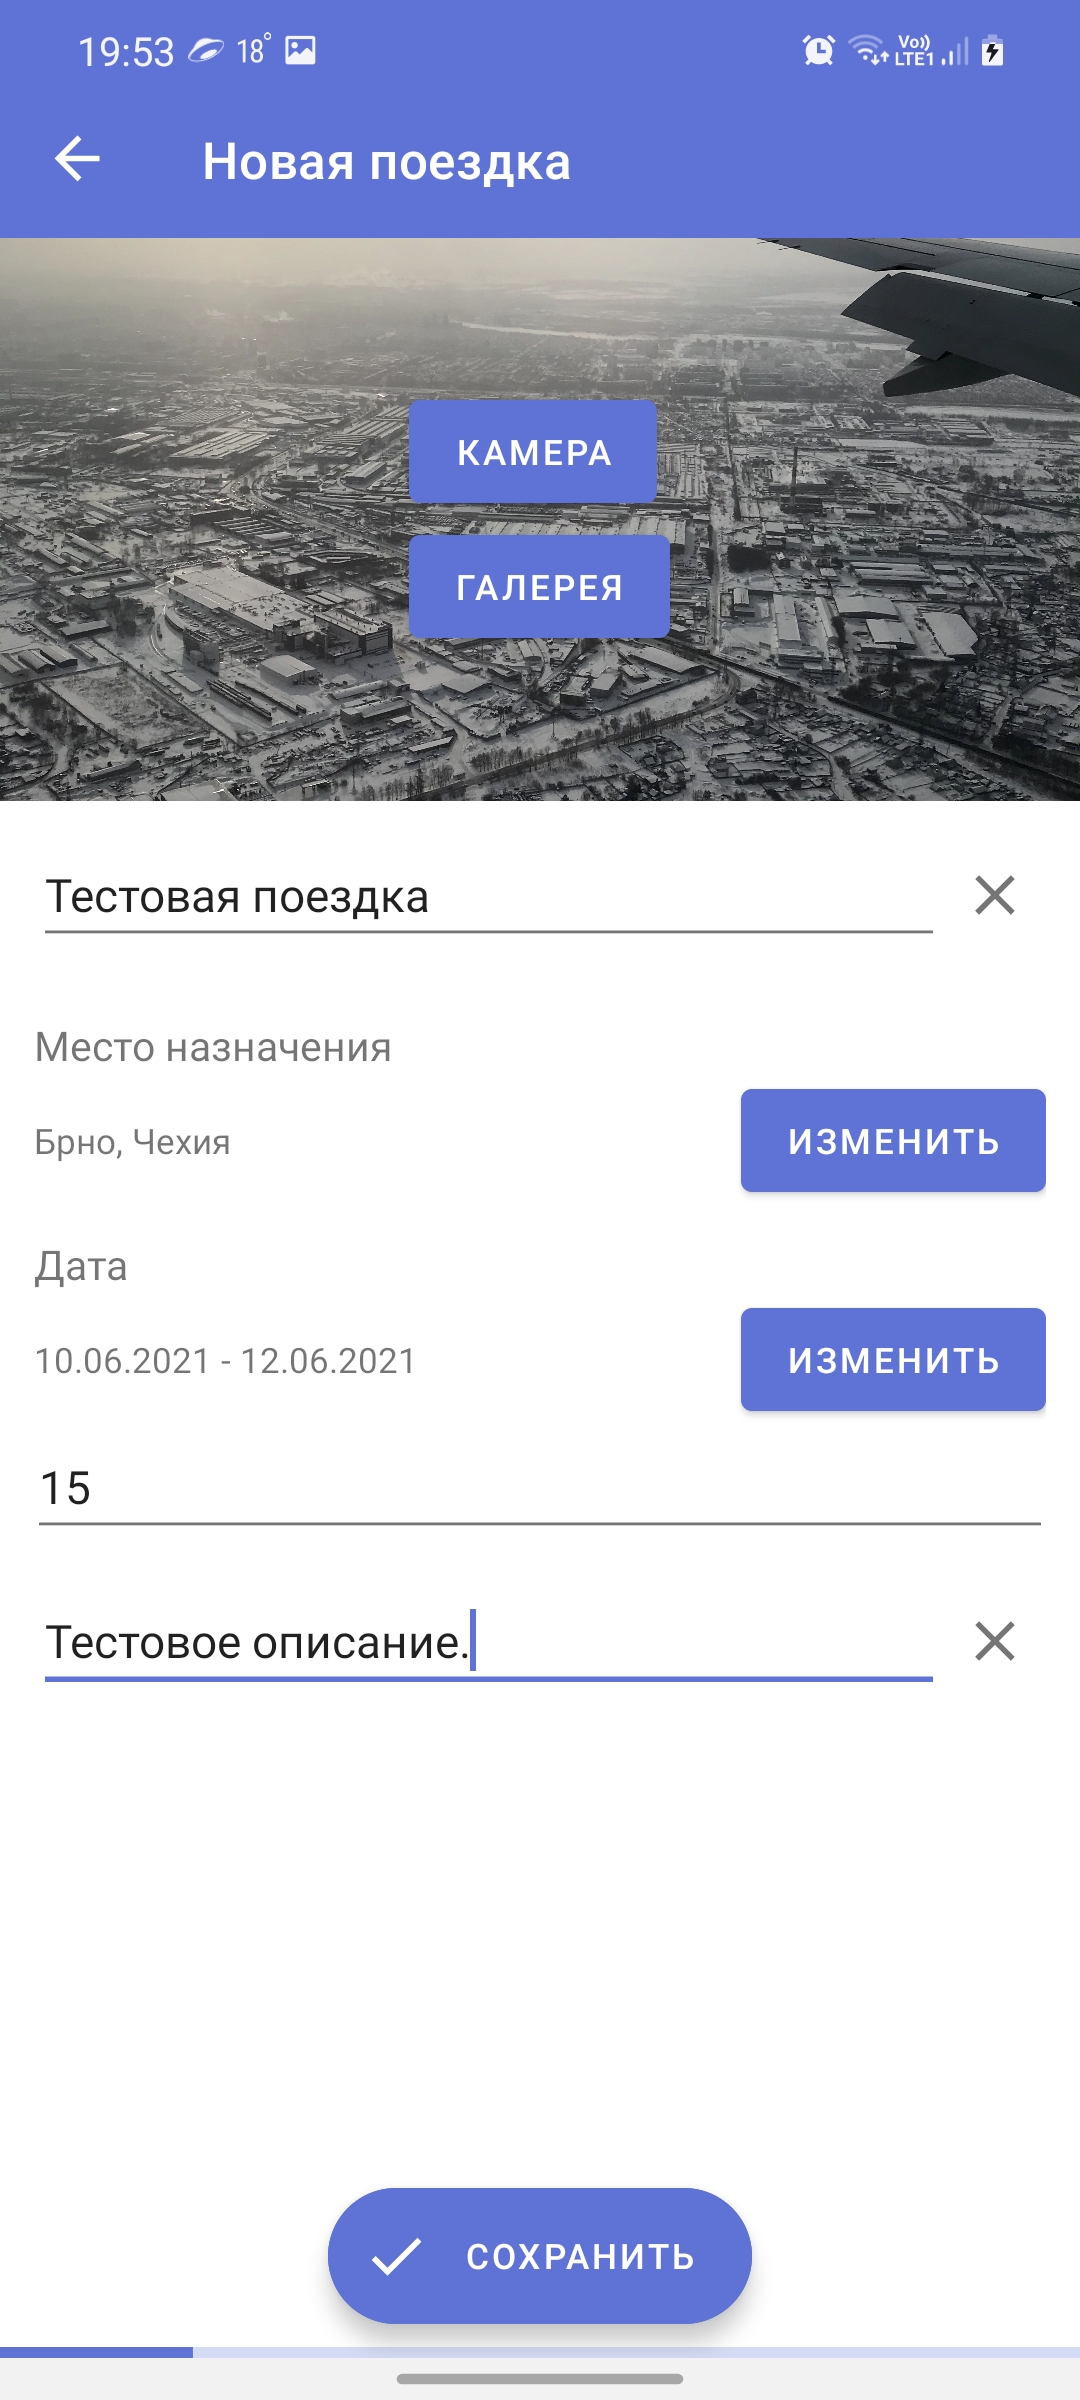 19:53 18° Vo)) LTE1
Новая поездка
КАМЕРА
ГАЛЕРЕЯ
Тестовая поездка
Место назначения
Брно, Чехия
ИЗМЕНИТЬ
Дата
10.06.2021 - 12.06.2021
ИЗМЕНИТЬ
15
Тестовое описание.
СОХРАНИТЬ